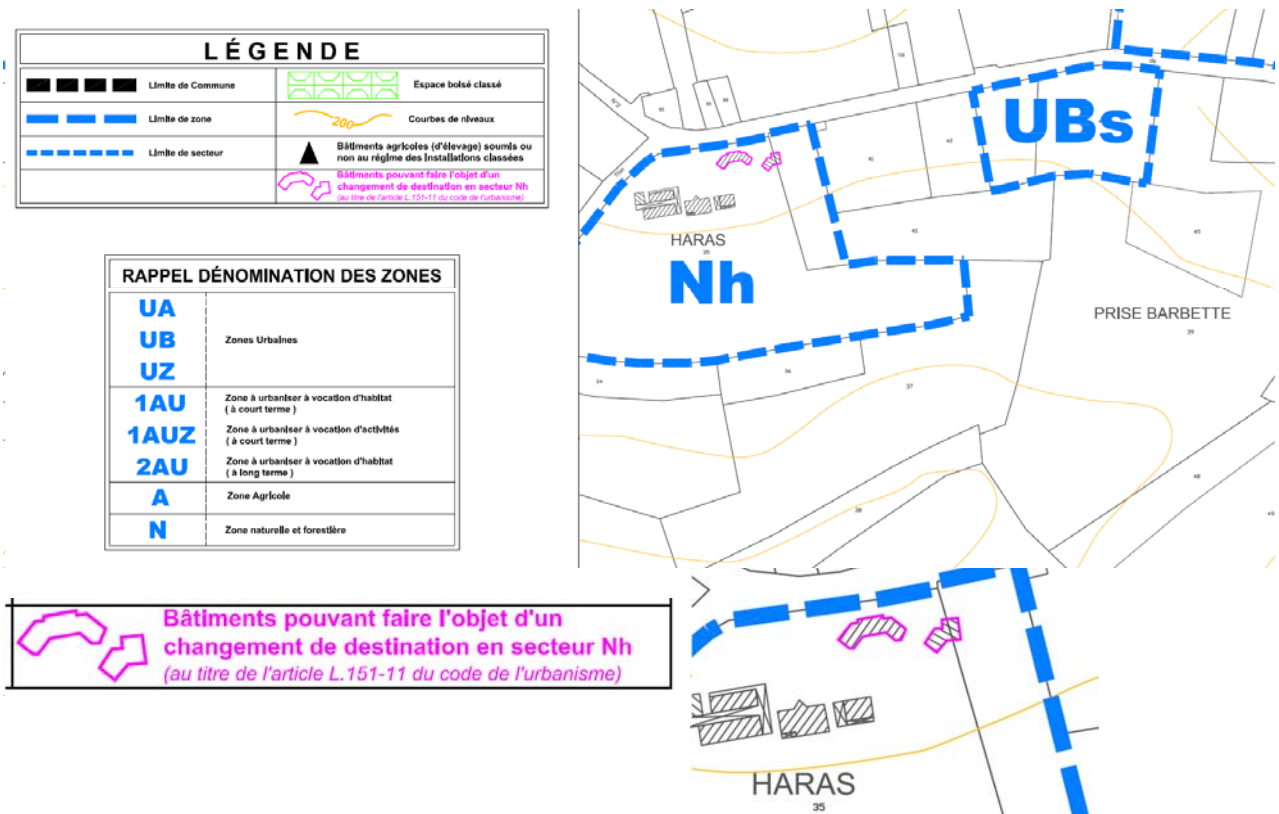 LÉGENDE
Limite de Commune
Espace boisé classé
Limite de zone
200
Courbes de niveaux
Limite de secteur
Bâtiments agricoles (d'élevage) soumis ou
non au régime des Installations classées
Bâtiments pouvant faire l'objet d'un
changement de destination en secteur Nh
(au titre de l'article L.151-11 du code de l'urbanisme)
RAPPEL DÉNOMINATION DES ZONES
UA
UB
Zones Urbaines
UZ
1AU
Zone à urbaniser à vocation d'habitat
( à court terme )
1AUZ
Zone à urbaniser à vocation d'activités
( à court terme )
2AU
Zone à urbaniser à vocation d'habitat
( à long terme )
A
Zone Agricole
N
Zone naturelle et forestière
de
N°2
UBs
43
41
42
45
HARAS
35
Nh
PRISE BARBETTE
39
34
36
37
38
48
Bâtiments pouvant faire l'objet d'un
changement de destination en secteur Nh
(au titre de l'article L.151-11 du code de l'urbanisme)
HARAS
35